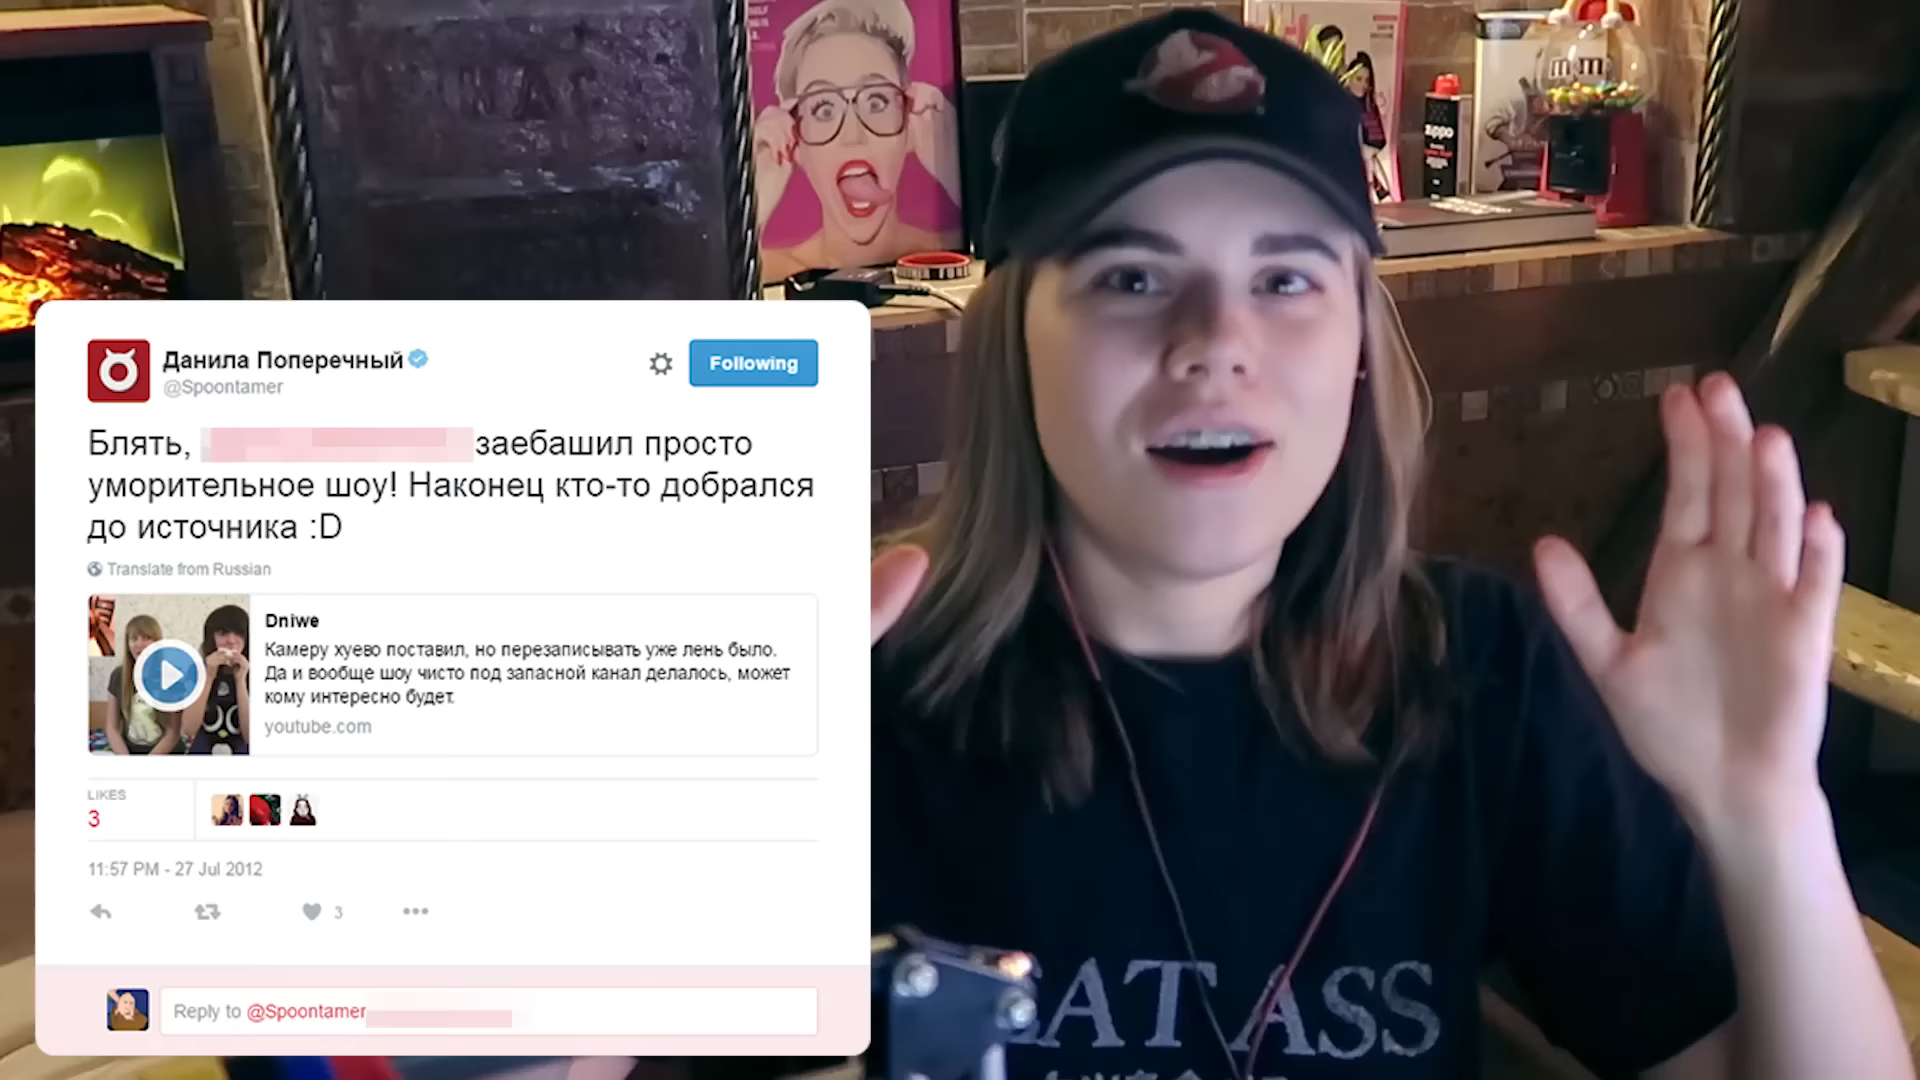 Данила Поперечный
@Spoontamer
Following
Блять, заебашил просто
уморительное шоу! Наконец кто-то добрался
до источника :D
Translate from Russian
Dniwe
Камеру хуево поставил, но перезаписывать уже лень было.
Да и вообще шоу чисто под запасной канал делалось, может
кому интересно будет.
youtube.com
LIKES
3
11:57 PM - 27 Jul 2012
3
Reply to @Spoontamer
zippo
m&m
EAT ASS